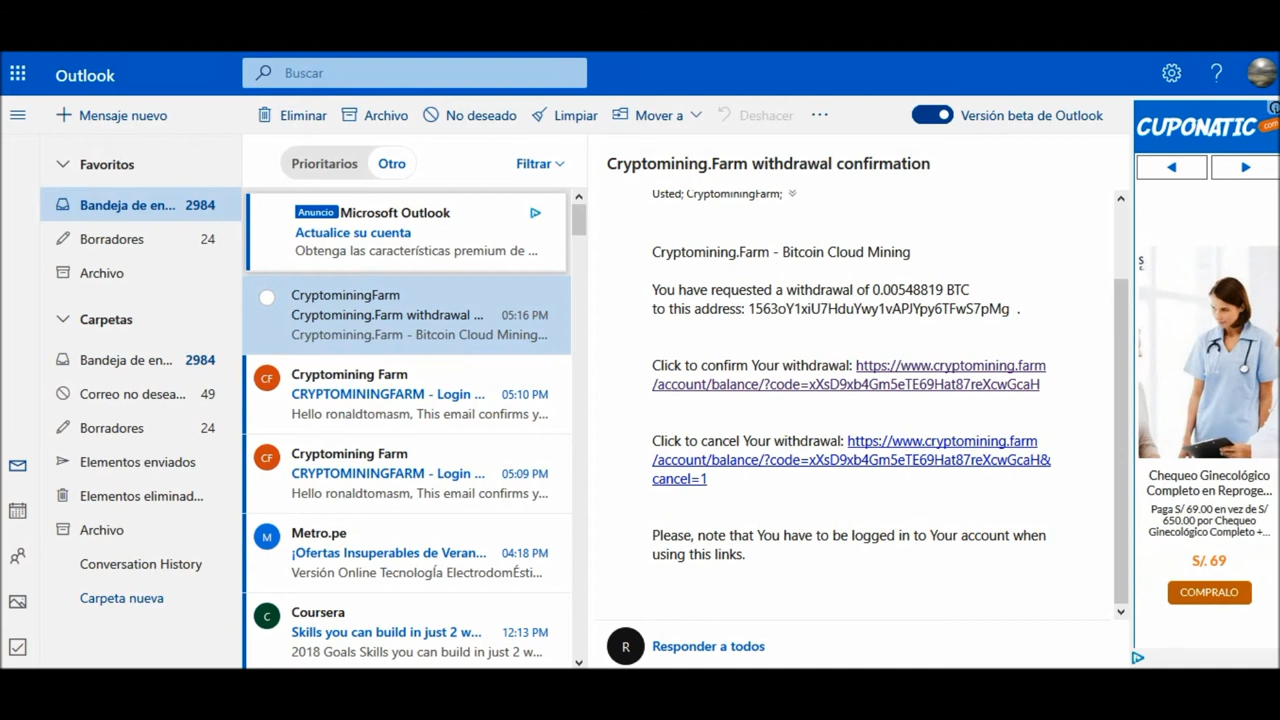 Outlook
Buscar
Mensaje nuevo
Eliminar
Archivo
No deseado
Limpiar
Mover a
Deshacer
Versión beta de Outlook
Favoritos
Bandeja de en... 2984
Borradores 24
Archivo
Carpetas
Bandeja de en... 2984
Correo no desea... 49
Borradores 24
Elementos enviados
Elementos eliminad...
Archivo
Conversation History
Carpeta nueva
Prioritarios Otro Filtrar
Anuncio Microsoft Outlook
Actualice su cuenta
Obtenga las características premium de ...
CryptominingFarm
Cryptomining.Farm withdrawal ... 05:16 PM
Cryptomining.Farm - Bitcoin Cloud Mining...
CF
Cryptomining Farm
CRYPTOMININGFARM - Login ... 05:10 PM
Hello ronaldtomasm, This email confirms y...
CF
Cryptomining Farm
CRYPTOMININGFARM - Login ... 05:09 PM
Hello ronaldtomasm, This email confirms y...
M
Metro.pe
¡Ofertas Insuperables de Veran... 04:18 PM
Versión Online TecnologÍa ElectrodomÉsti...
C
Coursera
Skills you can build in just 2 w... 12:13 PM
2018 Goals Skills you can build in just 2 w...
Cryptomining.Farm withdrawal confirmation
Usted; CryptominingFarm;
Cryptomining.Farm - Bitcoin Cloud Mining
You have requested a withdrawal of 0.00548819 BTC
to this address: 1563oY1xiU7HduYwy1vAPJYpy6TFwS7pMg .
Click to confirm Your withdrawal: https://www.cryptomining.farm
/account/balance/?code=xXsD9xb4Gm5eTE69Hat87reXcwGcaH
Click to cancel Your withdrawal: https://www.cryptomining.farm
/account/balance/?code=xXsD9xb4Gm5eTE69Hat87reXcwGcaH&
cancel=1
Please, note that You have to be logged in to Your account when
using this links.
R
Responder a todos
CUPONATIC
com
Chequeo Ginecológico
Completo en Reproge...
Paga S/ 69.00 en vez de S/
650.00 por Chequeo
Ginecológico Completo +...
S/. 69
COMPRALO